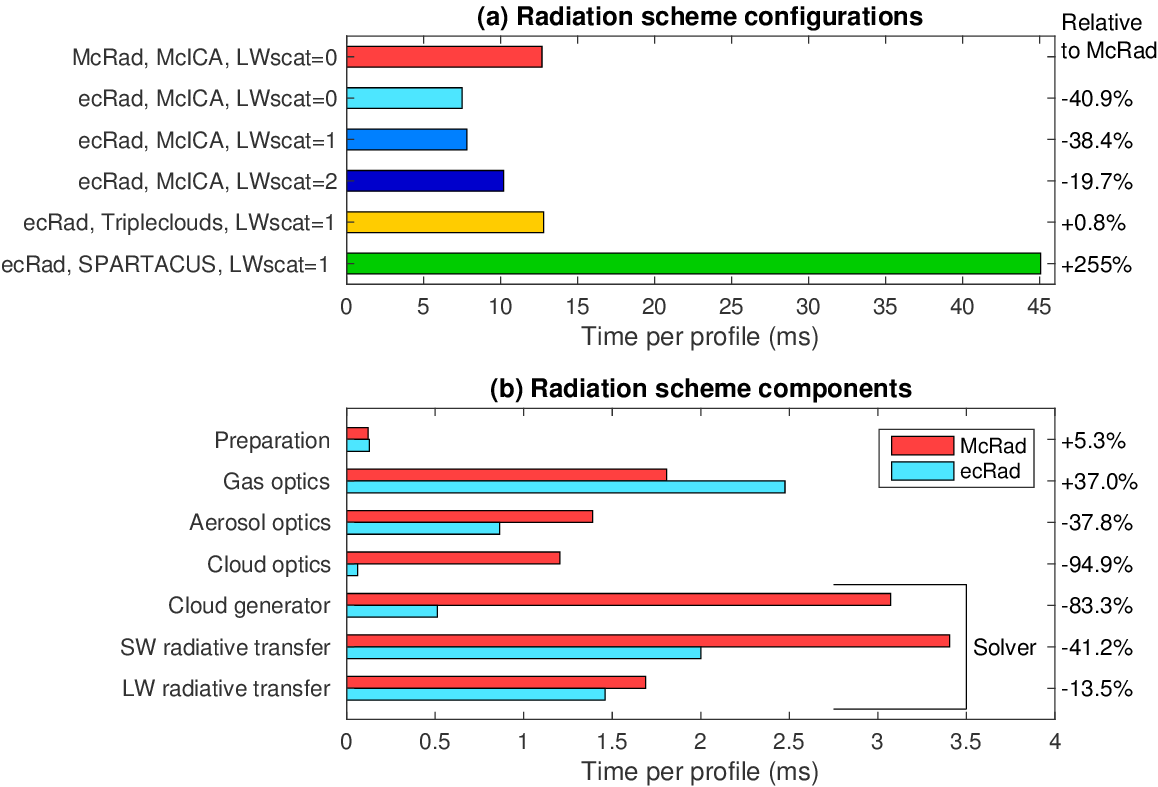 (a) Radiation scheme configurations
Relative
to McRad
McRad, McICA, LWscat=0
ecRad, McICA, LWscat=0
-40.9%
ecRad, McICA, LWscat=1
-38.4%
ecRad, McICA, LWscat=2
-19.7%
ecRad, Tripleclouds, LWscat=1
+0.8%
ecRad, SPARTACUS, LWscat=1
+255%
0 5 10 15 20 25 30 35 40 45
Time per profile (ms)
(b) Radiation scheme components
Preparation
+5.3%
McRad
ecRad
Gas optics
+37.0%
Aerosol optics
-37.8%
Cloud optics
-94.9%
Cloud generator
-83.3%
SW radiative transfer
Solver
-41.2%
LW radiative transfer
-13.5%
0 0.5 1 1.5 2 2.5 3 3.5 4
Time per profile (ms)